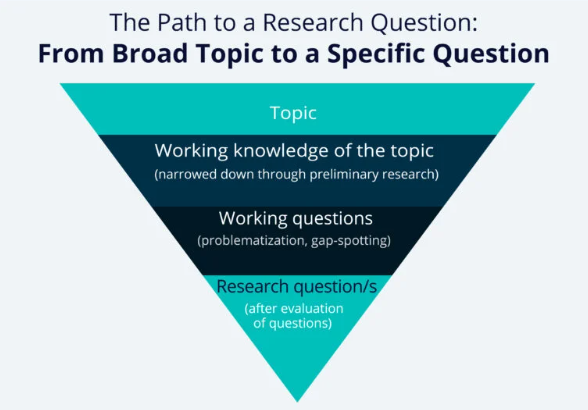 The Path to a Research Question:
From Broad Topic to a Specific Question
Topic
Working knowledge of the topic
(narrowed down through preliminary research)
Working questions
(problematization, gap-spotting)
Research question/s
(after evaluation
of questions)